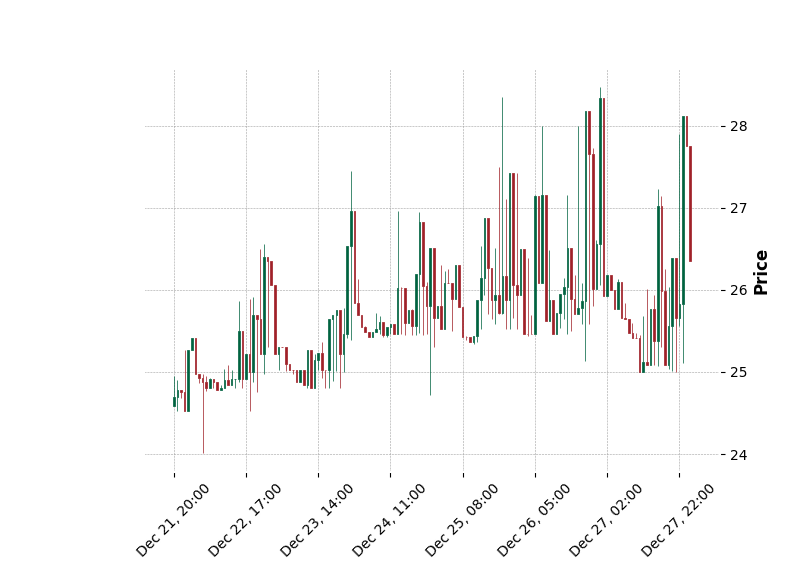 28
27
26
25
24
Price
Dec 21, 20:00
Dec 22, 17:00
Dec 23, 14:00
Dec 24, 11:00
Dec 25, 08:00
Dec 26, 05:00
Dec 27, 02:00
Dec 27, 22:00